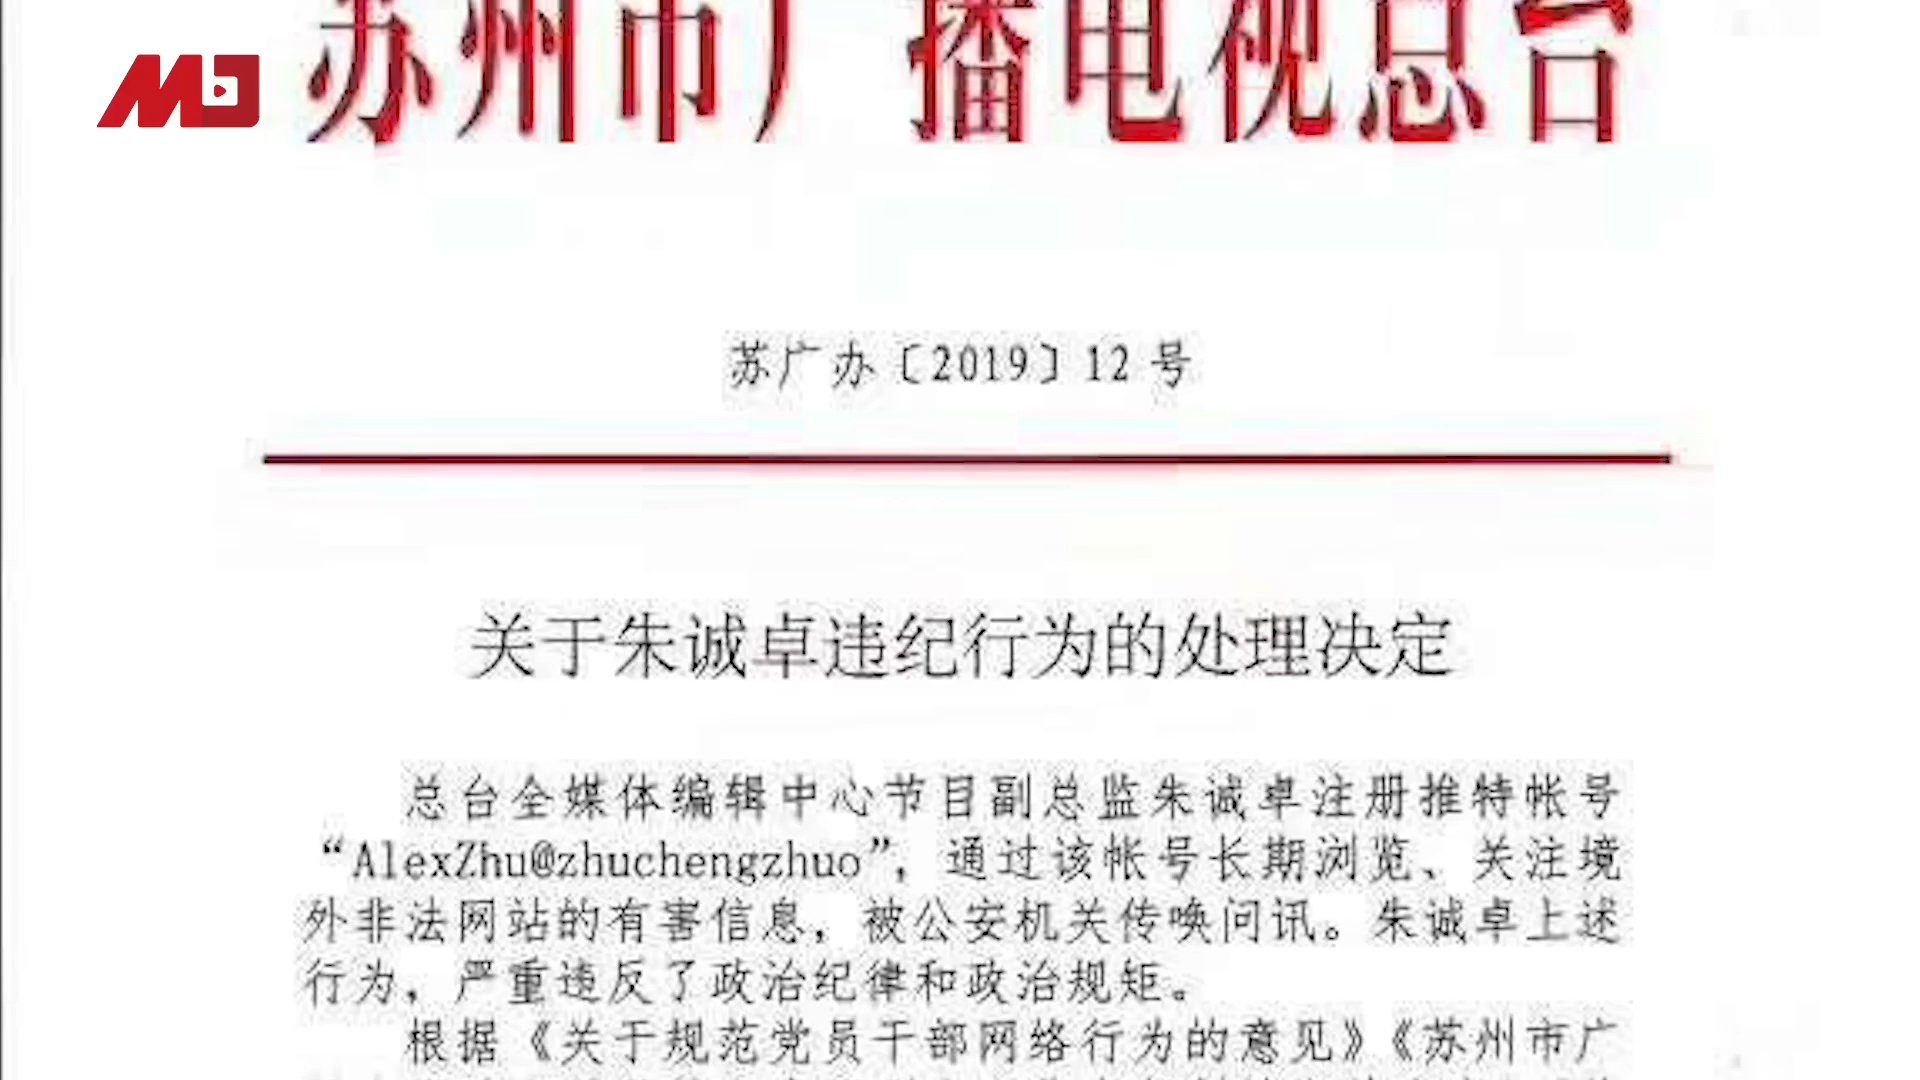 苏州市广播电视总台
苏广办〔2019〕12号
关于朱诚卓违纪行为的处理决定
总台全媒体编辑中心节目副总监朱诚卓注册推特帐号
“AlexZhu@zhuchengzhuo”，通过该帐号长期浏览、关注境
外非法网站的有害信息，被公安机关传唤问讯。朱诚卓上述
行为，严重违反了政治纪律和政治规矩。
根据《关于规范党员干部网络行为的意见》《苏州市广